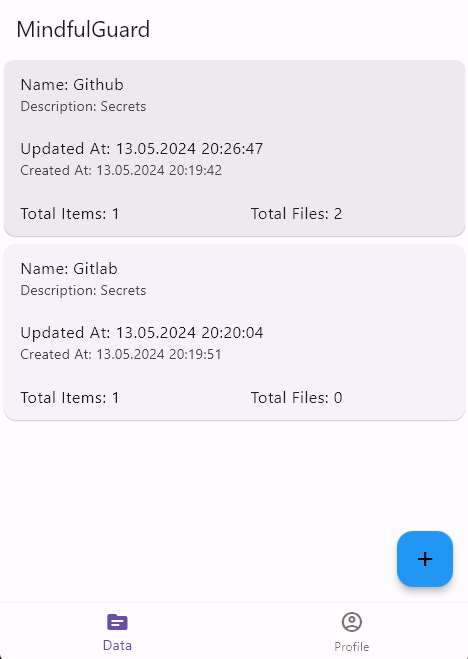 MindfulGuard
Name: Github
Description: Secrets
Updated At: 13.05.2024 20:26:47
Created At: 13.05.2024 20:19:42
Total Items: 1 Total Files: 2
Name: Gitlab
Description: Secrets
Updated At: 13.05.2024 20:20:04
Created At: 13.05.2024 20:19:51
Total Items: 1 Total Files: 0
Data Profile